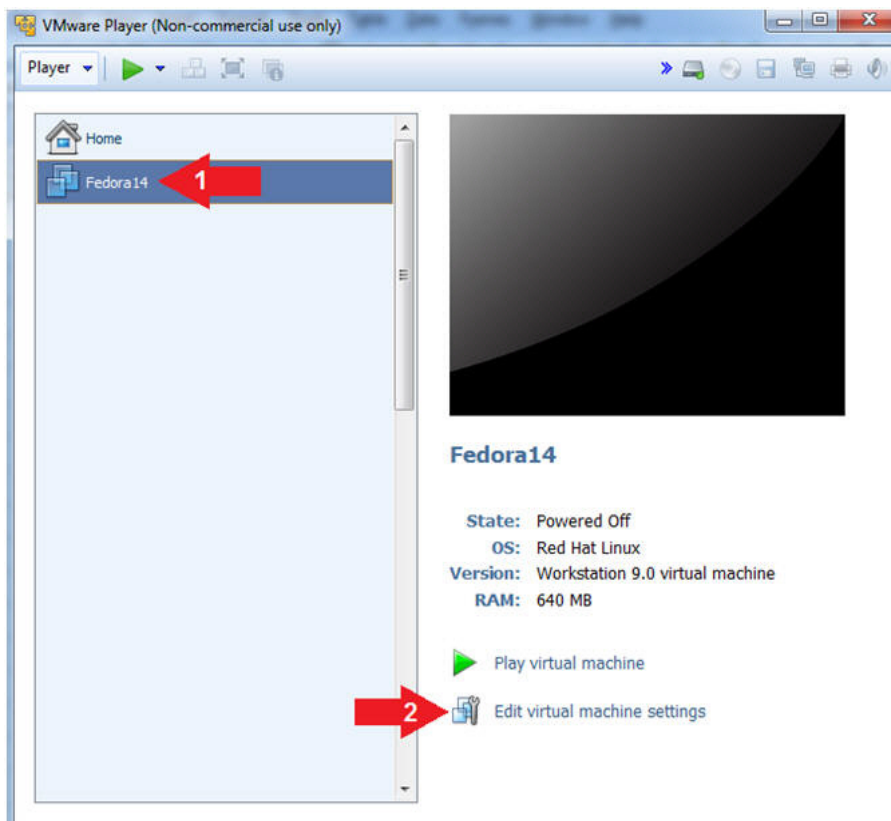 VMware Player (Non-commercial use only)
Player
Home
Fedora14
1
Fedora14
State: Powered Off
OS: Red Hat Linux
Version: Workstation 9.0 virtual machine
RAM: 640 MB
Play virtual machine
2
Edit virtual machine settings